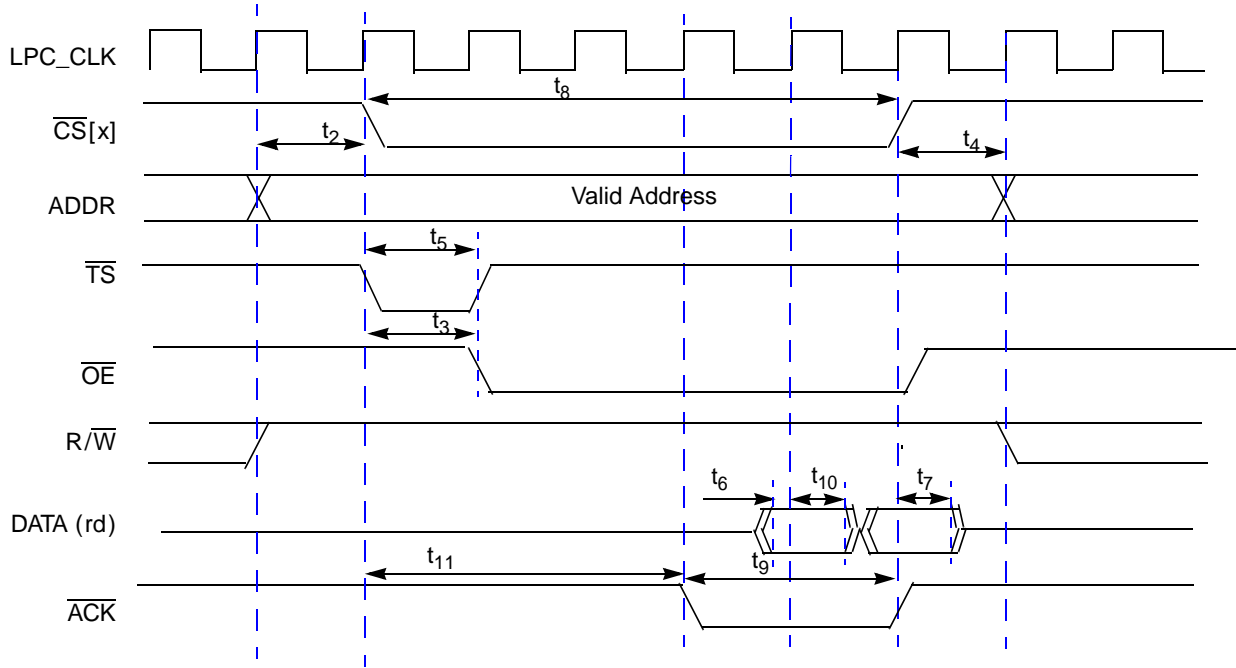 LPC_CLK
t8
CS[x]
t2
t4
ADDR
Valid Address
t5
TS
t3
OE
R/W
t6
t10
t7
DATA (rd)
t11
t9
ACK